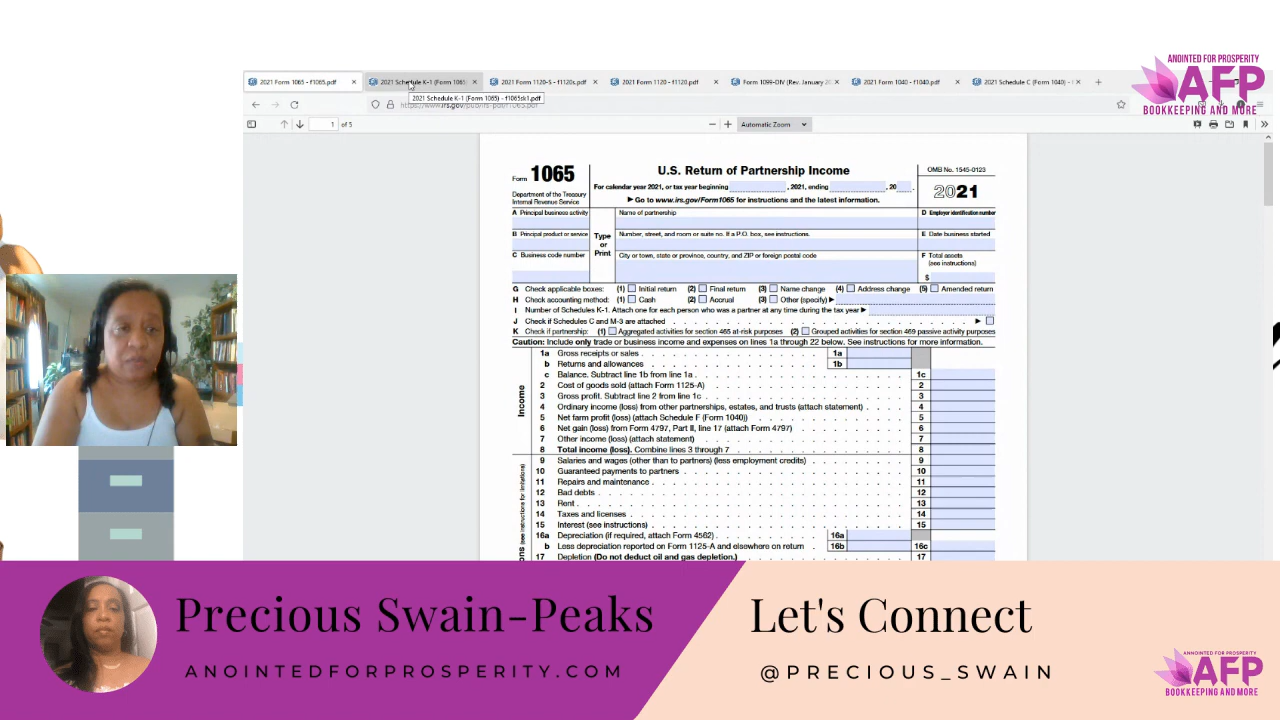 ANOINTED FOR PROSPERITY
AFP
BOOKKEEPING AND MORE
2021 Form 1065 - f1065.pdf
2021 Schedule K-1 (Form 1065)
2021 Form 1120-S - f1120s.pdf
2021 Form 1120 - f1120.pdf
Form 1099-DIV (Rev. January 20
2021 Form 1040 - f1040.pdf
2021 Schedule C (Form 1040) -
2021 Schedule K-1 (Form 1065) - f1065sk1.pdf
1 of 5
Automatic Zoom
Form 1065
Department of the Treasury
Internal Revenue Service
U.S. Return of Partnership Income
For calendar year 2021, or tax year beginning , 2021, ending , 20 .
▶ Go to www.irs.gov/Form1065 for instructions and the latest information.
OMB No. 1545-0123
2021
A Principal business activity
B Principal product or service
C Business code number
Type
or
Print
Name of partnership
Number, street, and room or suite no. If a P.O. box, see instructions.
City or town, state or province, country, and ZIP or foreign postal code
D Employer identification number
E Date business started
F Total assets
(see instructions)
$
G Check applicable boxes: (1) Initial return (2) Final return (3) Name change (4) Address change (5) Amended return
H Check accounting method: (1) Cash (2) Accrual (3) Other (specify) ▶
I Number of Schedules K-1. Attach one for each person who was a partner at any time during the tax year ▶
J Check if Schedules C and M-3 are attached . . . ▶
K Check if partnership: (1) Aggregated activities for section 465 at-risk purposes (2) Grouped activities for section 469 passive activity purposes
Caution: Include only trade or business income and expenses on lines 1a through 22 below. See instructions for more information.
Income
1a Gross receipts or sales . . . 1a
b Returns and allowances . . . 1b
c Balance. Subtract line 1b from line 1a . . . 1c
2 Cost of goods sold (attach Form 1125-A) . . . 2
3 Gross profit. Subtract line 2 from line 1c . . . 3
4 Ordinary income (loss) from other partnerships, estates, and trusts (attach statement) . . 4
5 Net farm profit (loss) (attach Schedule F (Form 1040)) . . . 5
6 Net gain (loss) from Form 4797, Part II, line 17 (attach Form 4797) . . . 6
7 Other income (loss) (attach statement) . . . 7
8 Total income (loss). Combine lines 3 through 7 . . . 8
(see instructions for limitations)
9 Salaries and wages (other than to partners) (less employment credits) . . . 9
10 Guaranteed payments to partners . . . 10
11 Repairs and maintenance . . . 11
12 Bad debts . . . 12
13 Rent . . . 13
14 Taxes and licenses . . . 14
15 Interest (see instructions) . . . 15
16a Depreciation (if required, attach Form 4562) . . . 16a
b Less depreciation reported on Form 1125-A and elsewhere on return . 16b 16c
17 Depletion (Do not deduct oil and gas depletion.) . . . 17
Precious Swain-Peaks
ANOINTEDFORPROSPERITY.COM
Let's Connect
@PRECIOUS_SWAIN
ANNOINTED FOR PROSPERITY
AFP
BOOKKEEPING AND MORE